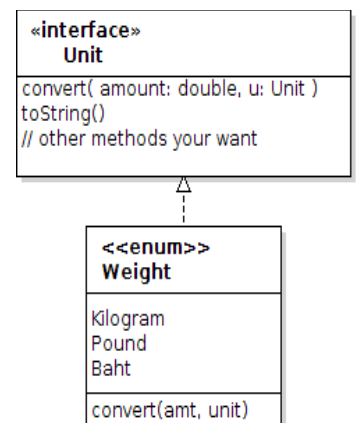 «interface»
Unit
convert( amount: double, u: Unit )
toString()
// other methods your want
<<enum>>
Weight
Kilogram
Pound
Baht
convert(amt, unit)